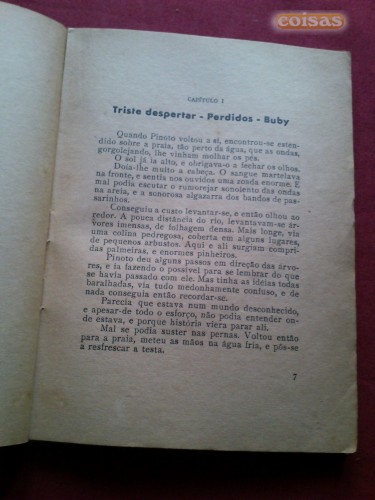 coisas
CAPÍTULO I
Triste despertar - Perdidos - Buby
Quando Pinoto voltou a si, encontrou-se esten-
dido sobre a praia, tão perto da água, que as ondas,
gorgolejando, lhe vinham molhar os pés.
O sol já ia alto, e obrigava-o a fechar os olhos.
Doía-lhe muito a cabeça. O sangue martelava
na fronte, e sentia nos ouvidos uma zoada enorme. E
mal podia escutar o rumorejar sonolento das ondas
na areia, e a sonorosa algazarra dos bandos de pas-
sarinhos.
Conseguiu a custo levantar-se, e então olhou ao
redor. A pouca distância do rio, levantavam-se ár-
vores imensas, de folhagem densa. Mais longe, via
uma colina pedregosa, coberta em alguns lugares,
de pequenos arbustos. Aqui e ali surgiam compri-
das palmeiras, e enormes pinheiros.
Pinoto deu alguns passos em direção das árvo-
res, e ia fazendo o possível para se lembrar do que
se havia passado com ele. Mas tinha as ideias todas
baralhadas, via tudo medonhamente confuso, e de
nada conseguia então recordar-se.
Parecia que estava num mundo desconhecido,
e apesar-de todo o esforço, não podia entender on-
de estava, e porque história viera parar ali.
Mal se podia suster nas pernas. Voltou então
para a praia, meteu as mãos na água fria, e pôs-se
a resfrescar a testa.
7